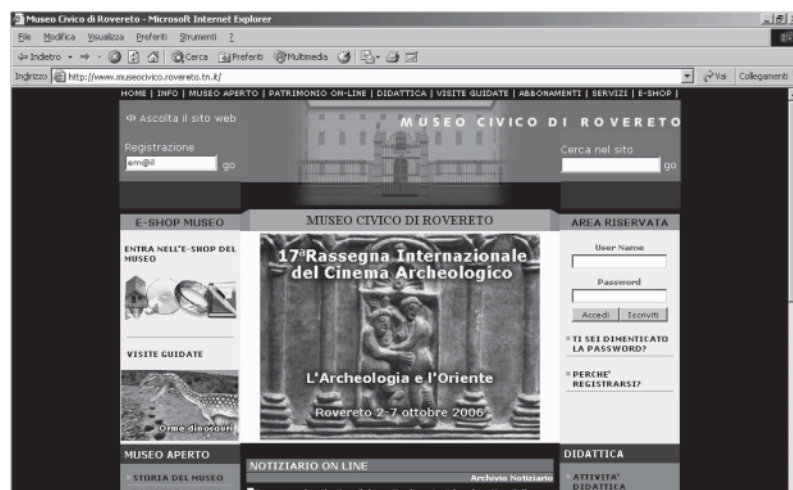 Museo Civico di Rovereto - Microsoft Internet Explorer
File Modifica Visualizza Preferiti Strumenti ?
Indietro Cerca Preferiti Multimedia
Indirizzo http://www.museocivico.rovereto.tn.it/ Vai Collegamenti
HOME | INFO | MUSEO APERTO | PATRIMONIO ON-LINE | DIDATTICA | VISITE GUIDATE | ABBONAMENTI | SERVIZI | E-SHOP |
Ascolta il sito web
MUSEO CIVICO DI ROVERETO
Registrazione
em@il go
Cerca nel sito
go
E-SHOP MUSEO
ENTRA NELL'E-SHOP DEL
MUSEO
VISITE GUIDATE
Orme dinosauri
MUSEO APERTO
STORIA DEL MUSEO
MUSEO CIVICO DI ROVERETO
17ªRassegna Internazionale
del Cinema Archeologico
L'Archeologia e l'Oriente
Rovereto 2-7 ottobre 2006
NOTIZIARIO ON LINE
Archivio Notiziario
AREA RISERVATA
User Name
Password
Accedi Iscriviti
TI SEI DIMENTICATO
LA PASSWORD?
PERCHE'
REGISTRARSI?
DIDATTICA
ATTIVITA'
DIDATTICA